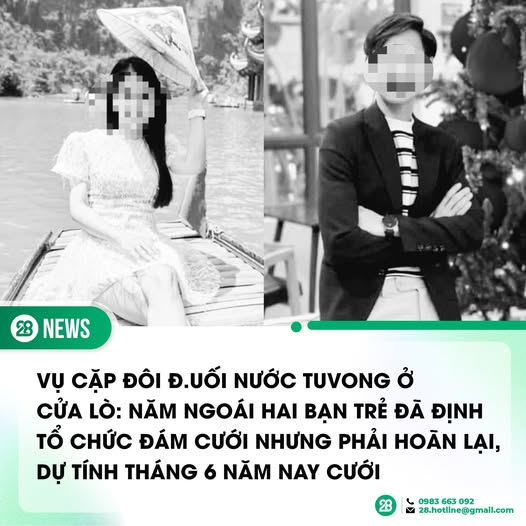 28 NEWS
VỤ CẶP ĐÔI Đ.UỐI NƯỚC TUVONG Ở
CỬA LÒ: NĂM NGOÁI HAI BẠN TRẺ ĐÃ ĐỊNH
TỔ CHỨC ĐÁM CƯỚI NHƯNG PHẢI HOÃN LẠI,
DỰ TÍNH THÁNG 6 NĂM NAY CƯỚI
28
0983 663 092
28.hotline@gmail.com